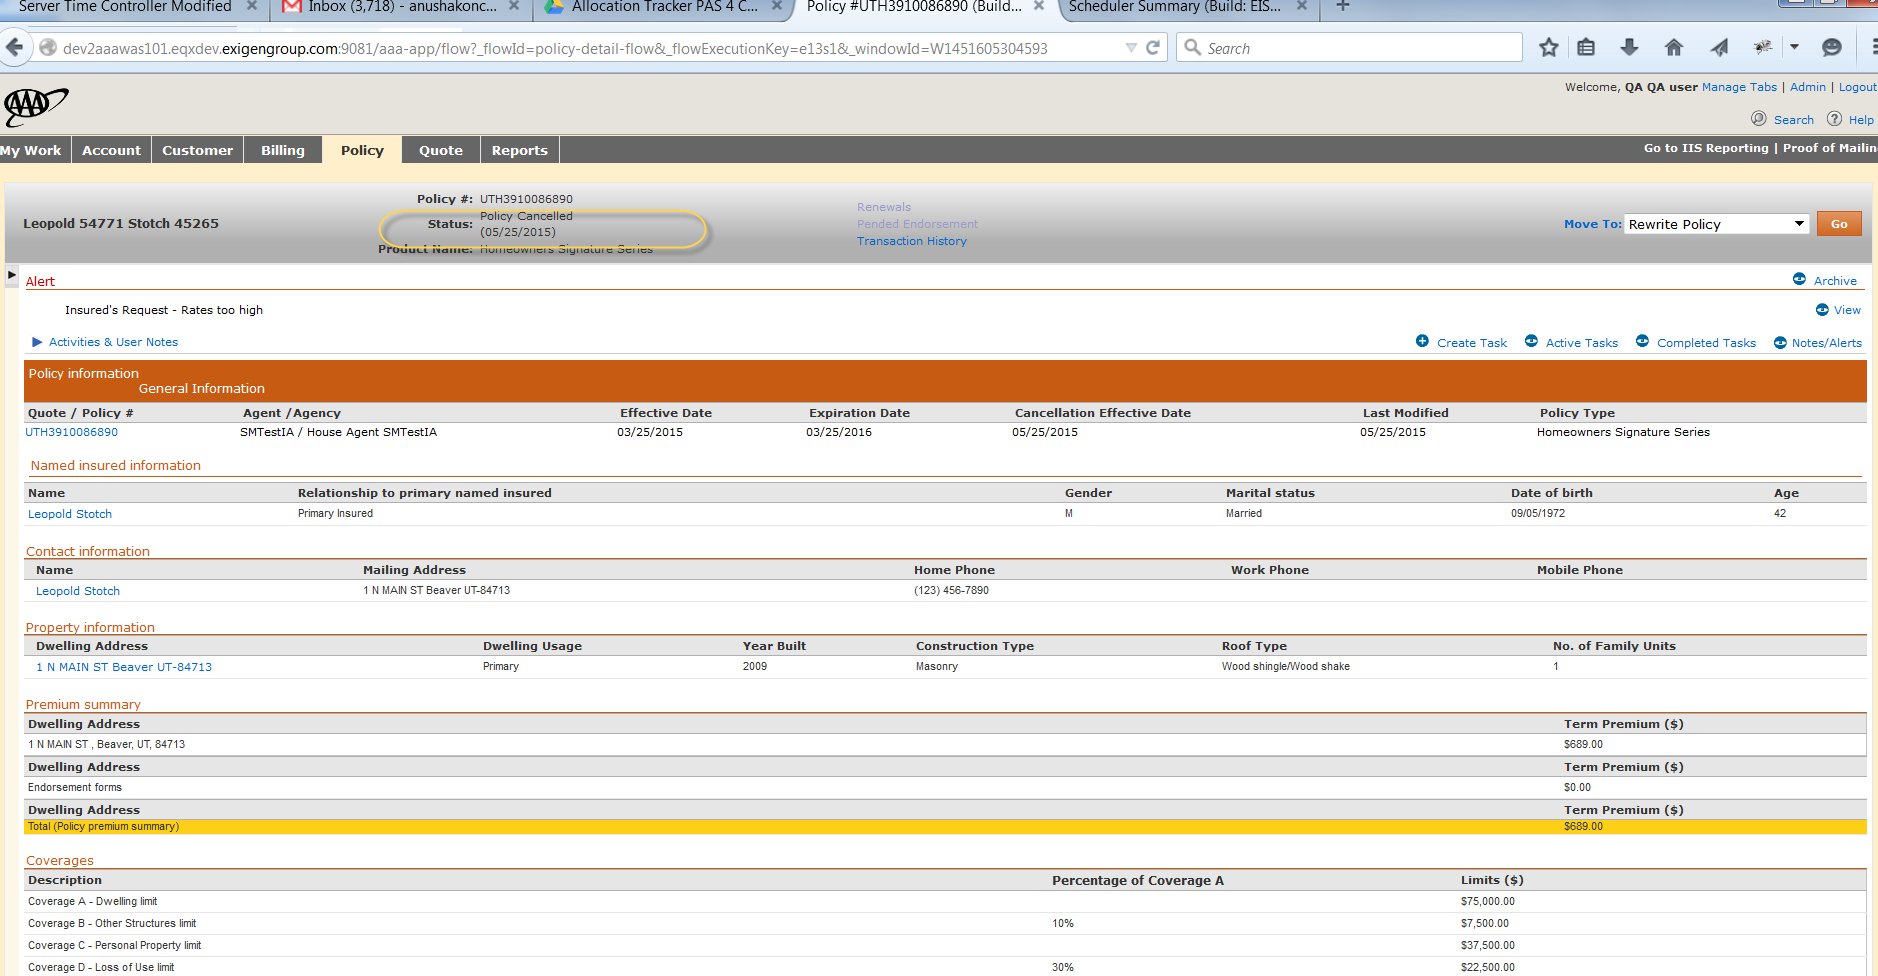 Server Time Controller Modified
Inbox (3,718) - anushakonc...
Allocation Tracker PAS 4 C...
Policy #UTH3910086890 (Build...
Scheduler Summary (Build: EIS...
dev2aaawas101.eqxdev.exigengroup.com:9081/aaa-app/flow?_flowId=policy-detail-flow&_flowExecutionKey=e13s1&_windowId=W1451605304593
Search
AAA
Welcome, QA QA user Manage Tabs | Admin | Logout
Search Help
My Work Account Customer Billing Policy Quote Reports
Go to IIS Reporting | Proof of Mailin
Leopold 54771 Stotch 45265
Policy #: UTH3910086890
Status: Policy Cancelled
(05/25/2015)
Product Name: Homeowners Signature Series
Renewals
Pended Endorsement
Transaction History
Move To: Rewrite Policy Go
Alert Archive
Insured's Request - Rates too high View
Activities & User Notes Create Task Active Tasks Completed Tasks Notes/Alerts
Policy information
General Information
Quote / Policy # Agent /Agency Effective Date Expiration Date Cancellation Effective Date Last Modified Policy Type
UTH3910086890 SMTestIA / House Agent SMTestIA 03/25/2015 03/25/2016 05/25/2015 05/25/2015 Homeowners Signature Series
Named insured information
Name Relationship to primary named insured Gender Marital status Date of birth Age
Leopold Stotch Primary Insured M Married 09/05/1972 42
Contact information
Name Mailing Address Home Phone Work Phone Mobile Phone
Leopold Stotch 1 N MAIN ST Beaver UT-84713 (123) 456-7890
Property information
Dwelling Address Dwelling Usage Year Built Construction Type Roof Type No. of Family Units
1 N MAIN ST Beaver UT-84713 Primary 2009 Masonry Wood shingle/Wood shake 1
Premium summary
Dwelling Address Term Premium ($)
1 N MAIN ST , Beaver, UT, 84713 $689.00
Dwelling Address Term Premium ($)
Endorsement forms $0.00
Dwelling Address Term Premium ($)
Total (Policy premium summary) $689.00
Coverages
Description Percentage of Coverage A Limits ($)
Coverage A - Dwelling limit $75,000.00
Coverage B - Other Structures limit 10% $7,500.00
Coverage C - Personal Property limit $37,500.00
Coverage D - Loss of Use limit 30% $22,500.00